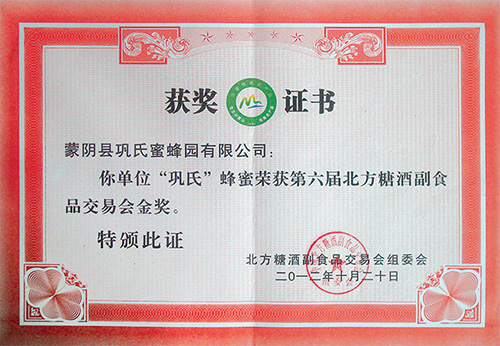 获奖证书
蒙阴县巩氏蜜蜂园有限公司：
你单位“巩氏”蜂蜜荣获第六届北方糖酒副食
品交易会金奖。
特颁此证
北方糖酒副食品交易会组委会
二〇一二年十月二十日